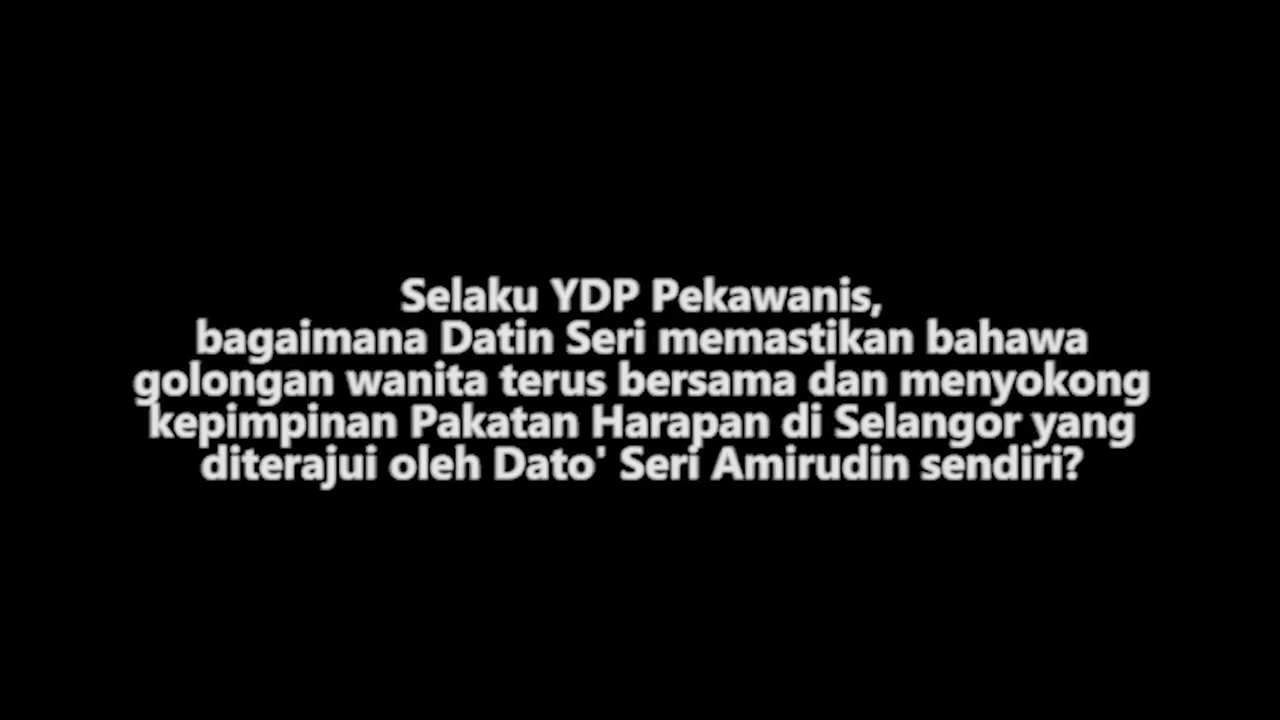 Selaku YDP Pekawanis,
bagaimana Datin Seri memastikan bahawa
golongan wanita terus bersama dan menyokong
kepimpinan Pakatan Harapan di Selangor yang
diterajui oleh Dato' Seri Amirudin sendiri?